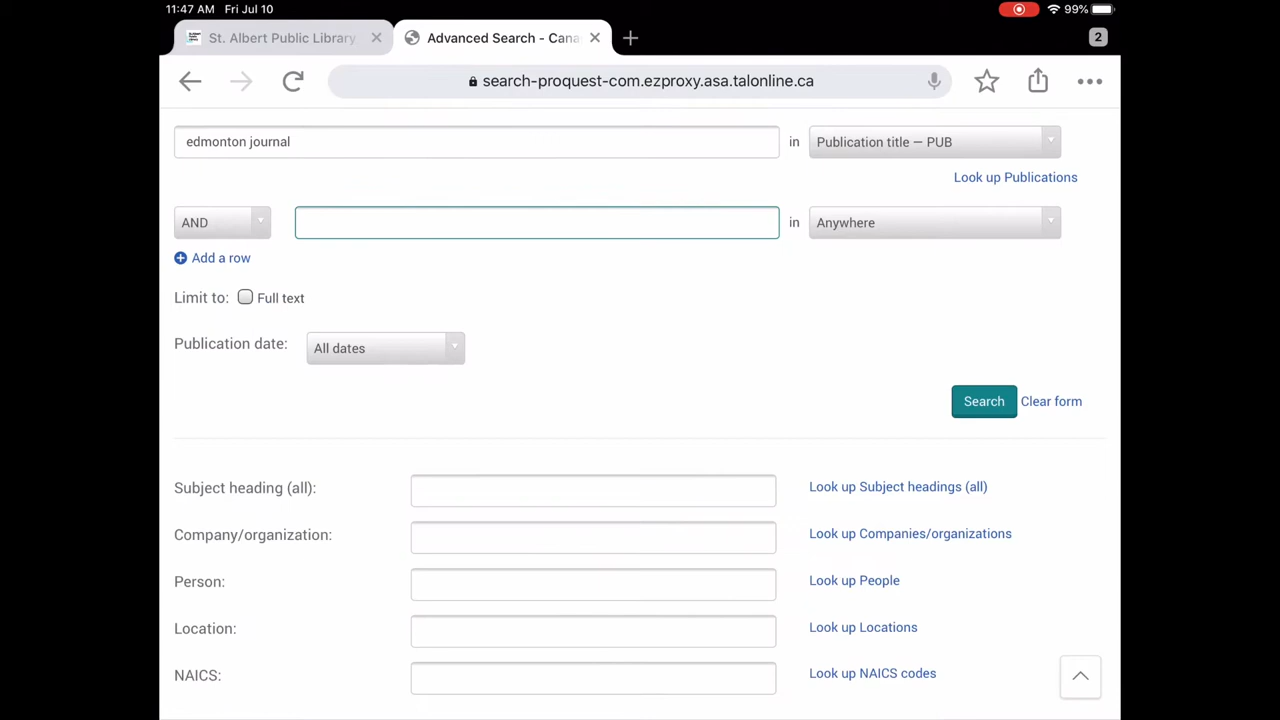 11:47 AM Fri Jul 10 99%
St. Albert Public Library
Advanced Search - Cana
2
search-proquest-com.ezproxy.asa.talonline.ca
edmonton journal in Publication title — PUB
Look up Publications
AND in Anywhere
Add a row
Limit to: Full text
Publication date: All dates
Search Clear form
Subject heading (all): Look up Subject headings (all)
Company/organization: Look up Companies/organizations
Person: Look up People
Location: Look up Locations
NAICS: Look up NAICS codes